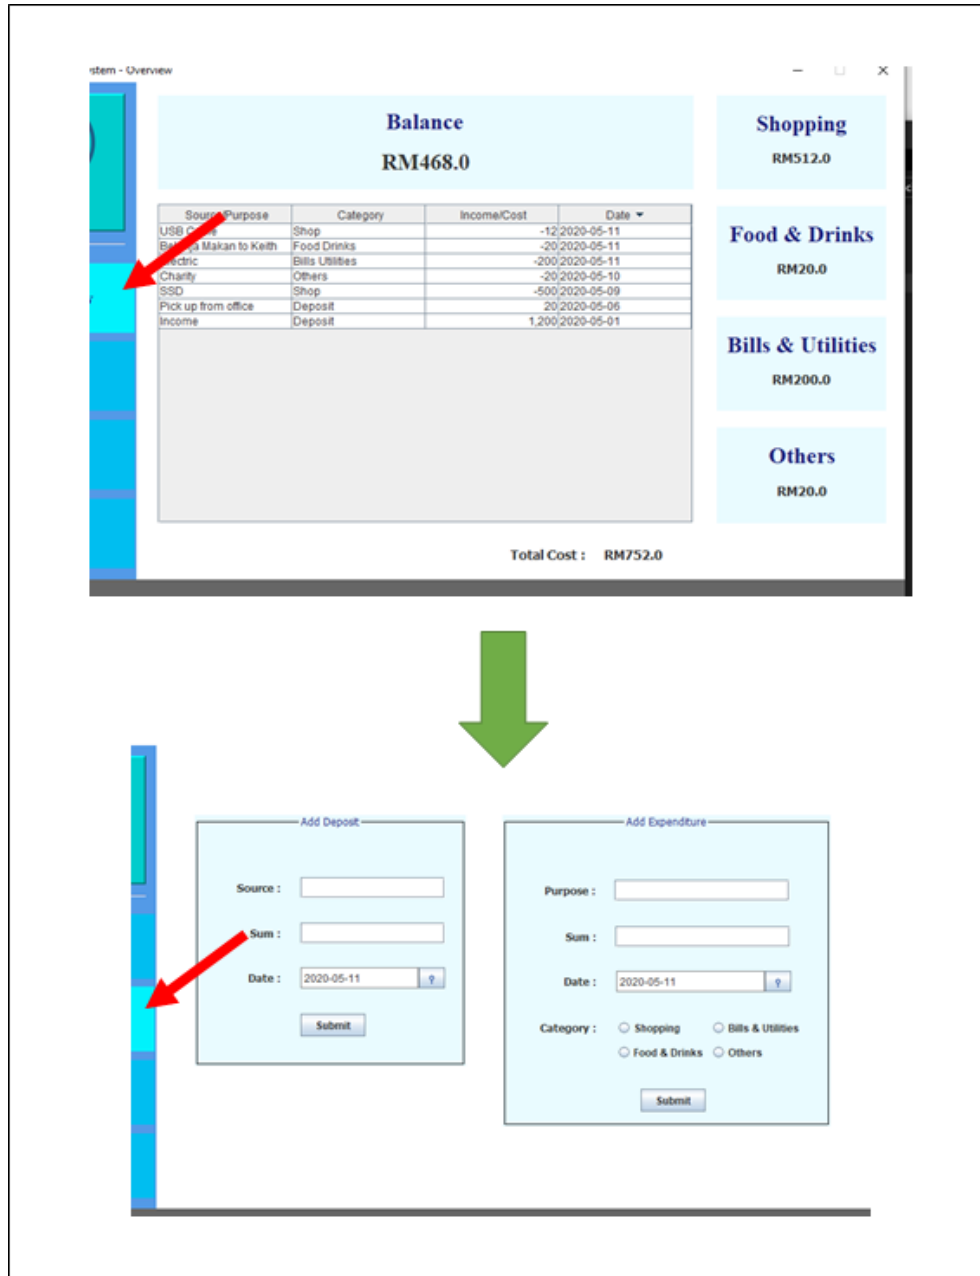 stem - Overview
Balance
RM468.0
Shopping
RM512.0
Food & Drinks
RM20.0
Bills & Utilities
RM200.0
Others
RM20.0
Source/Purpose Category Income/Cost Date
USB Shop -12 2020-05-11
Makan to Keith Food Drinks -20 2020-05-11
Bills Utilities -200 2020-05-11
Charity Others -20 2020-05-10
SSD Shop -500 2020-05-09
Pick up from office Deposit 20 2020-05-06
Income Deposit 1,200 2020-05-01
Total Cost : RM752.0
Add Deposit
Source :
Sum :
Date : 2020-05-11 ?
Submit
Add Expenditure
Purpose :
Sum :
Date : 2020-05-11 ?
Category : Shopping Bills & Utilities
Food & Drinks Others
Submit